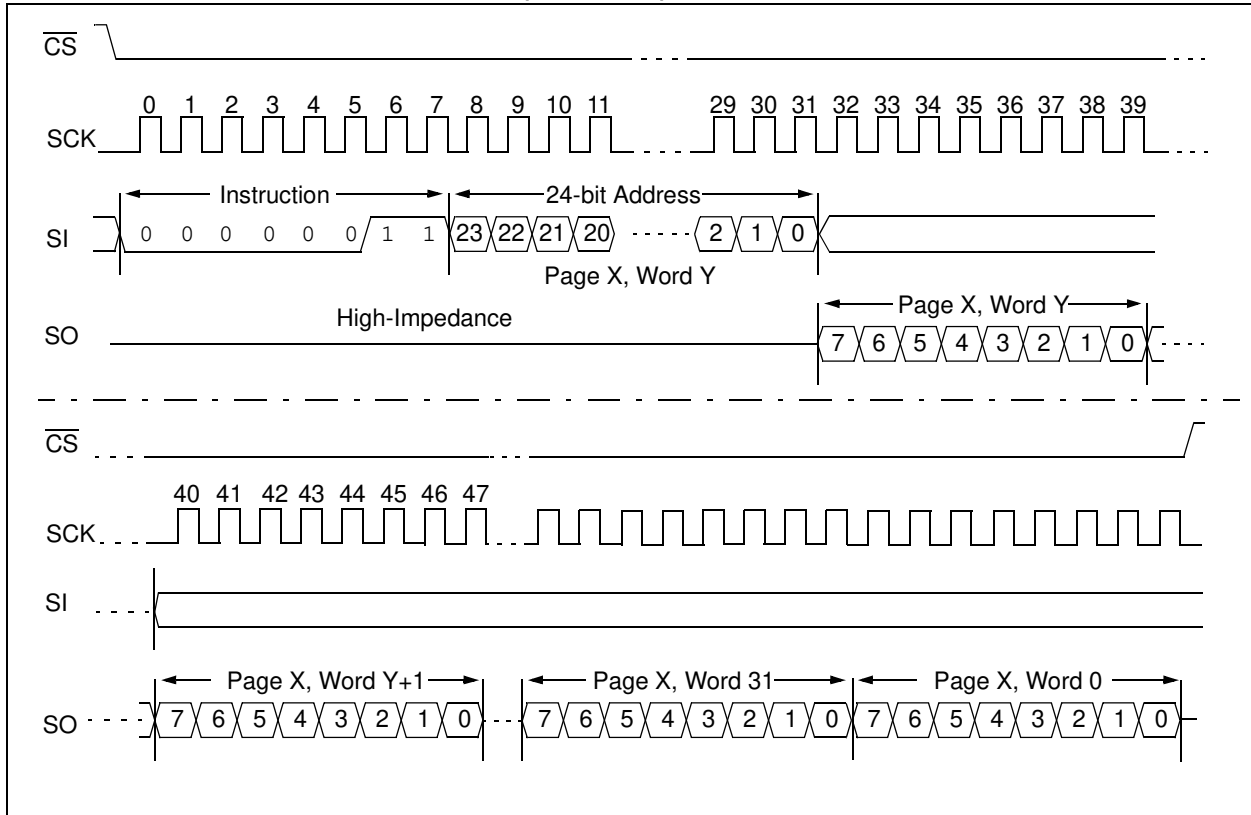 CS
0 1 2 3 4 5 6 7 8 9 10 11 29 30 31 32 33 34 35 36 37 38 39
SCK
Instruction 24-bit Address
SI 0 0 0 0 0 0 1 1 23 22 21 20 2 1 0
Page X, Word Y
High-Impedance Page X, Word Y
SO 7 6 5 4 3 2 1 0
CS
40 41 42 43 44 45 46 47
SCK
SI
Page X, Word Y+1 Page X, Word 31 Page X, Word 0
SO 7 6 5 4 3 2 1 0 7 6 5 4 3 2 1 0 7 6 5 4 3 2 1 0